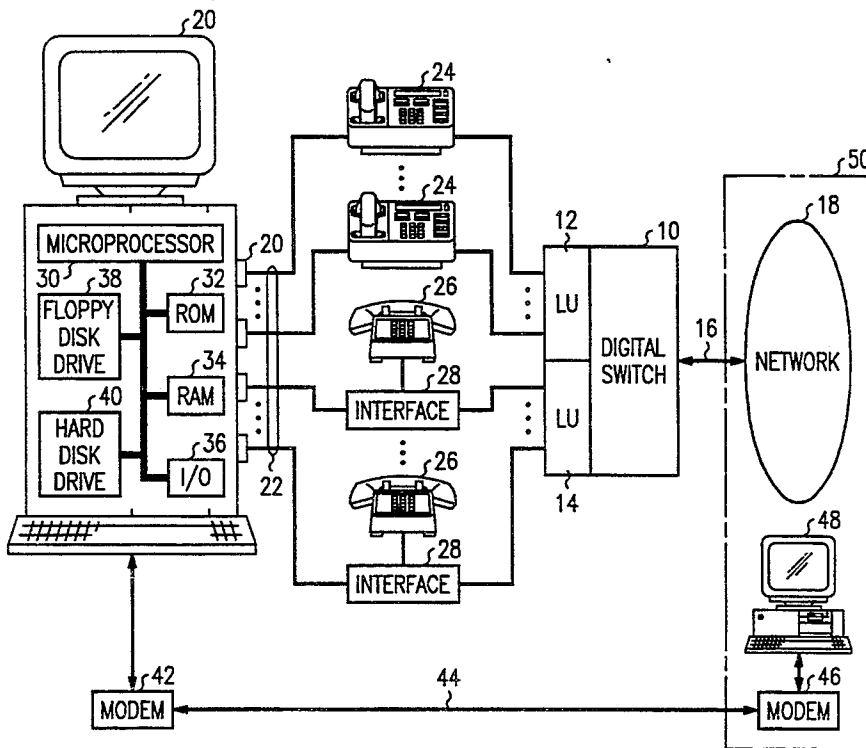 20
24
50
24
12
10
18
MICROPROCESSOR
20
30
38
32
26
FLOPPY
DISK
DRIVE
ROM
LU
DIGITAL
SWITCH
16
NETWORK
34
28
RAM
INTERFACE
LU
40
HARD
DISK
DRIVE
36
I/O
22
26
14
48
28
INTERFACE
42
MODEM
44
46
MODEM